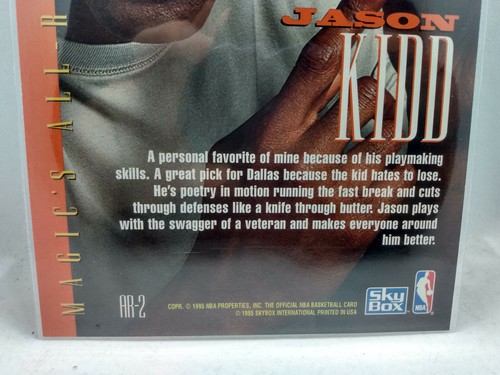 JASON
KIDD
MAGIC'S ALL-R
A personal favorite of mine because of his playmaking
skills. A great pick for Dallas because the kid hates to lose.
He's poetry in motion running the fast break and cuts
through defenses like a knife through butter. Jason plays
with the swagger of a veteran and makes everyone around
him better.
AR-2
COPR. © 1995 NBA PROPERTIES, INC. THE OFFICIAL NBA BASKETBALL CARD
© 1995 SKYBOX INTERNATIONAL PRINTED IN USA
Sky
Box
NBA